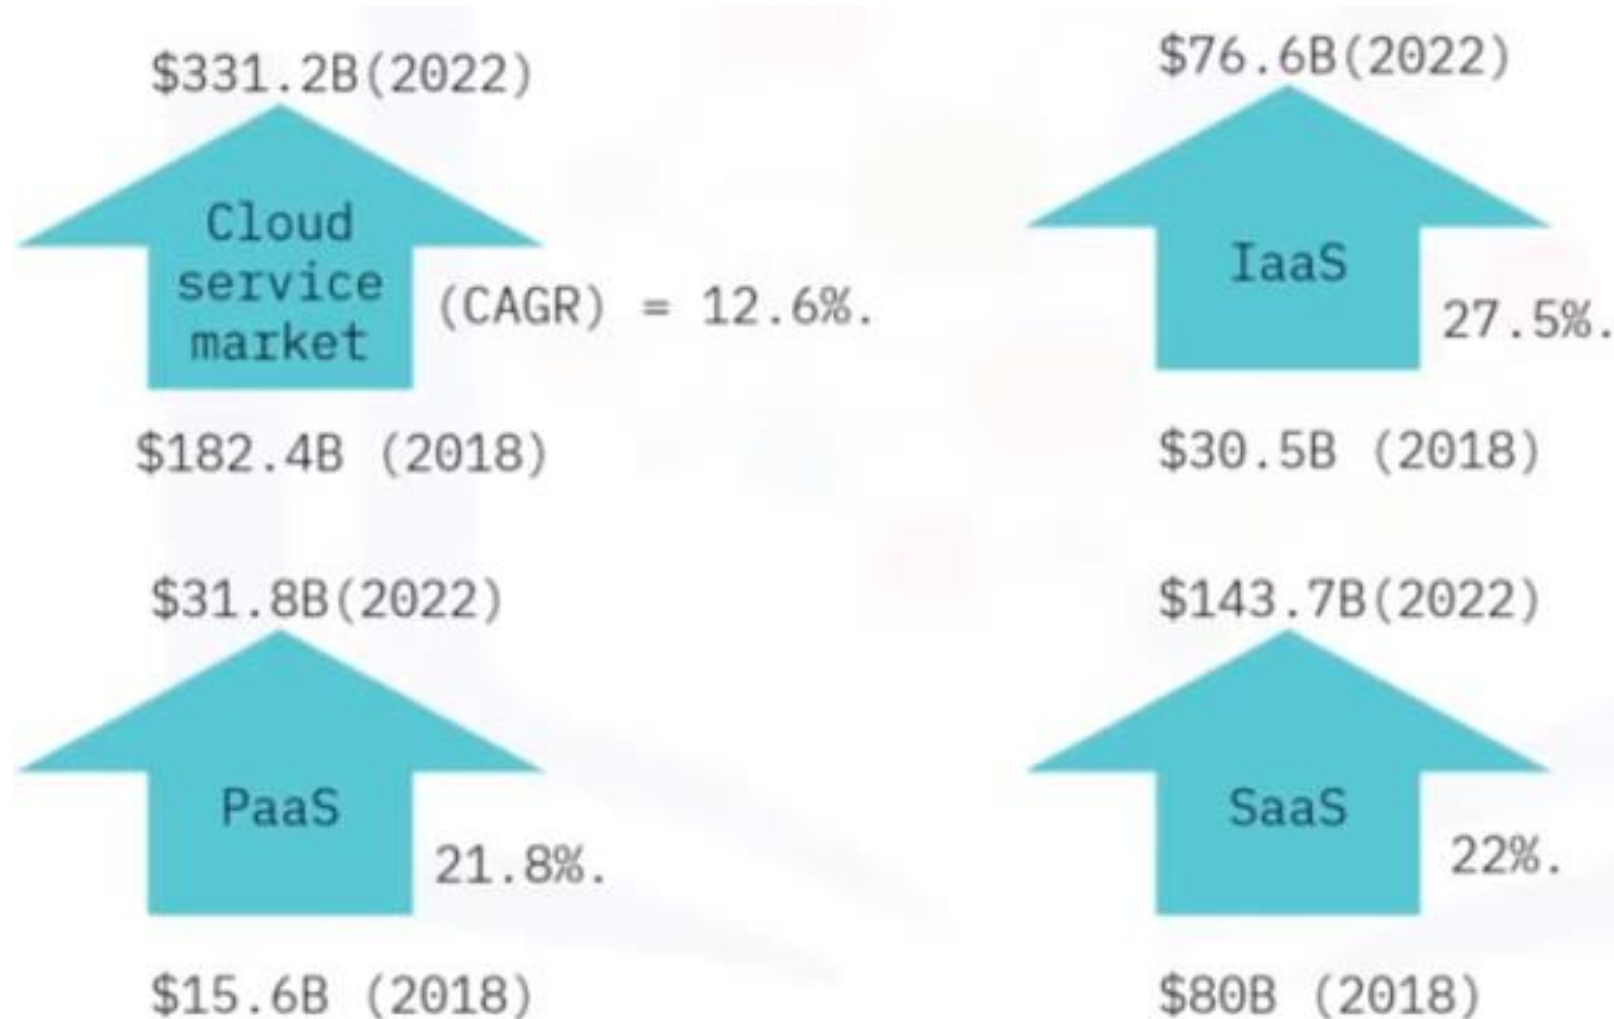 $331.2B(2022)
Cloud
service
market
(CAGR) = 12.6%.
$182.4B (2018)
$76.6B(2022)
IaaS
27.5%.
$30.5B (2018)
$31.8B(2022)
PaaS
21.8%.
$15.6B (2018)
$143.7B(2022)
SaaS
22%.
$80B (2018)